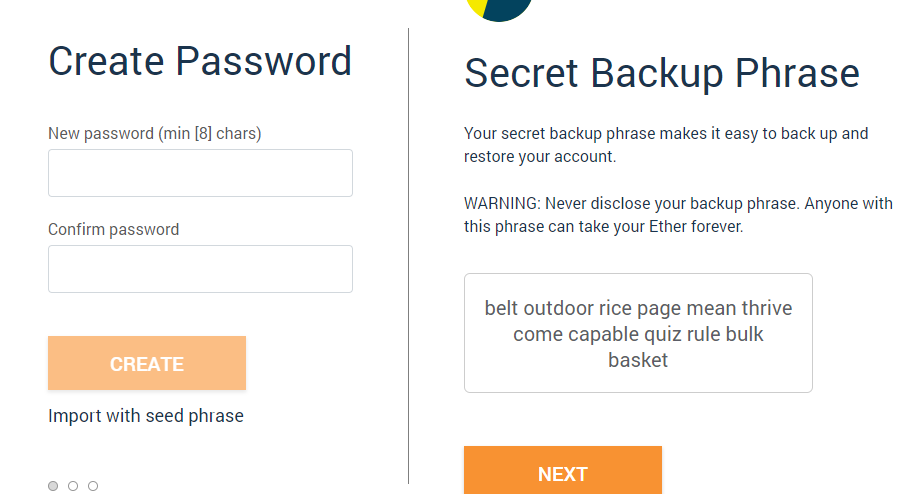 Create Password
New password (min [8] chars)
Confirm password
CREATE
Import with seed phrase
Secret Backup Phrase
Your secret backup phrase makes it easy to back up and
restore your account.
WARNING: Never disclose your backup phrase. Anyone with
this phrase can take your Ether forever.
belt outdoor rice page mean thrive
come capable quiz rule bulk
basket
NEXT